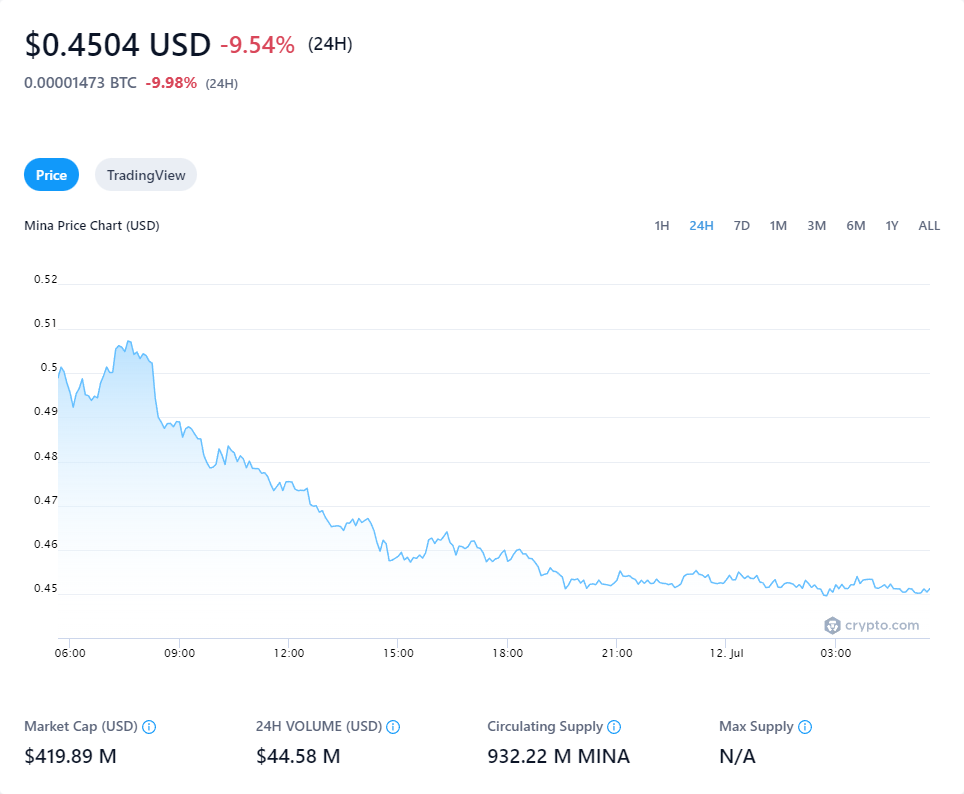 $0.4504 USD -9.54% (24H)
0.00001473 BTC -9.98% (24H)
Price TradingView
Mina Price Chart (USD) 1H 24H 7D 1M 3M 6M 1Y ALL
0.52
0.51
0.5
0.49
0.48
0.47
0.46
0.45
crypto.com
06:00 09:00 12:00 15:00 18:00 21:00 12. Jul 03:00
Market Cap (USD) 24H VOLUME (USD) Circulating Supply Max Supply
$419.89 M $44.58 M 932.22 M MINA N/A